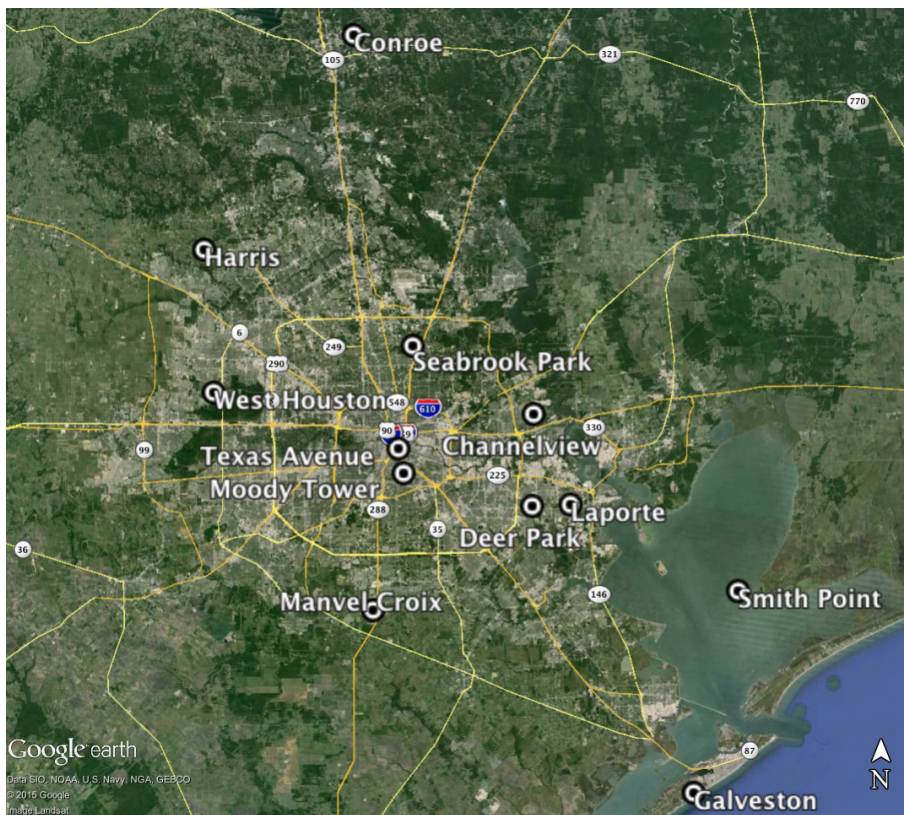 Conroe
105
321
770
Harris
6
249
290
Seabrook Park
West Houston
548
610
90
Channelview
330
Texas Avenue
99
225
Moody Tower
288
Laporte
35
Deer Park
36
146
Smith Point
Manvel Croix
Google earth
87
Data SIO, NOAA, U.S. Navy, NGA, GEBCO
© 2015 Google
Image Landsat
N
Galveston